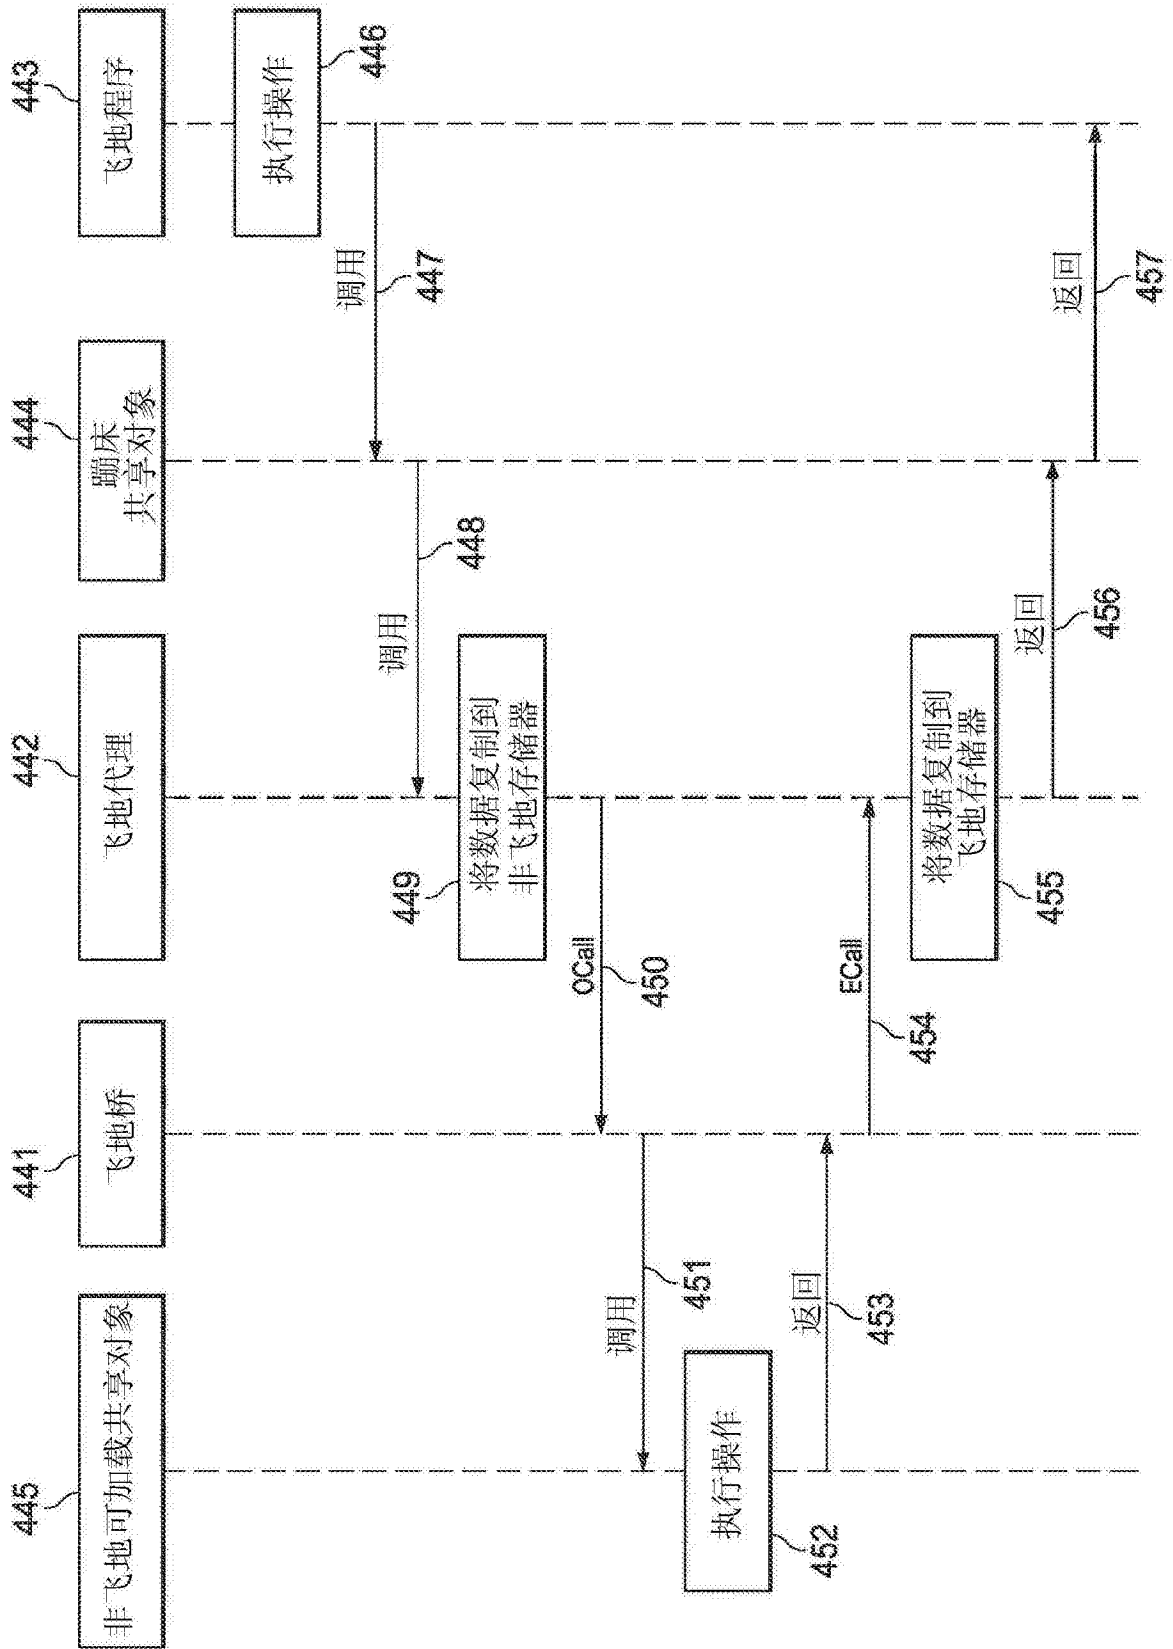 445
441
442
444
443
非飞地可加载共享对象
飞地桥
飞地代理
蹦床
共享对象
飞地程序
执行操作
446
调用
447
调用
448
449
将数据复制到
非飞地存储器
OCall
450
调用
451
执行操作
452
返回
453
ECall
454
将数据复制到
飞地存储器
455
返回
456
返回
457